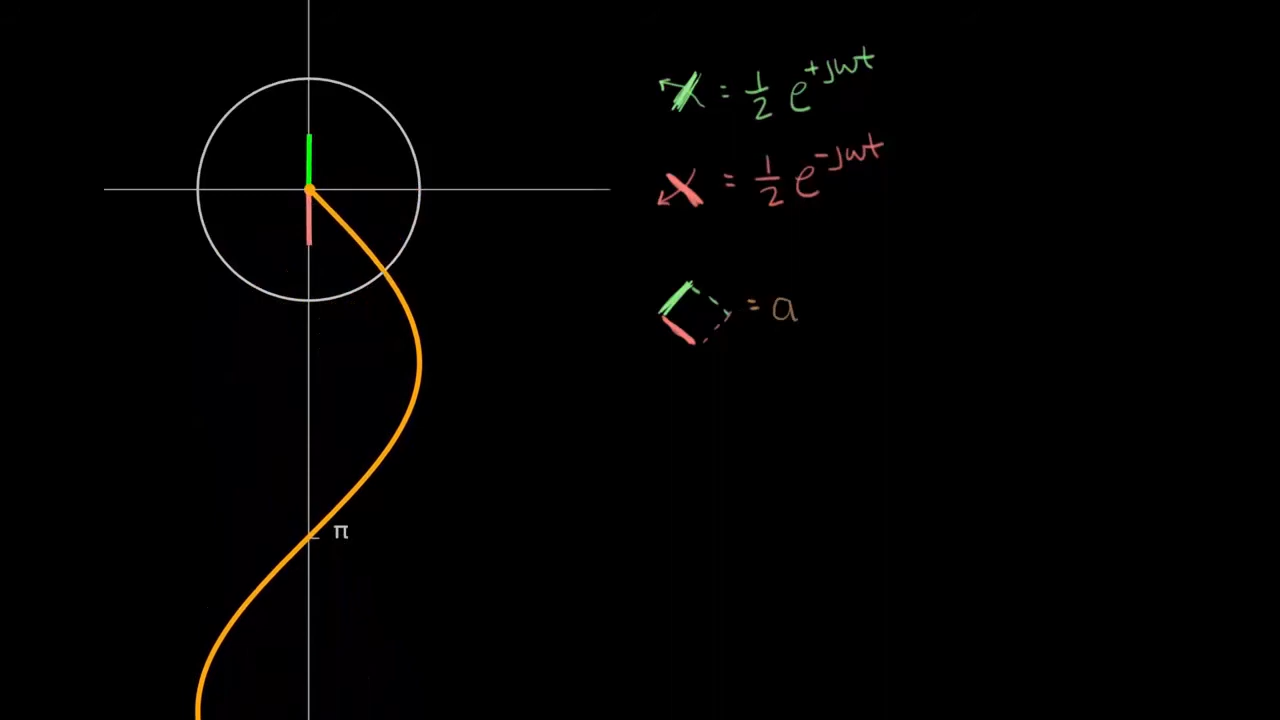 = 1/2 e^{+jωt}
= 1/2 e^{-jωt}
= a
π